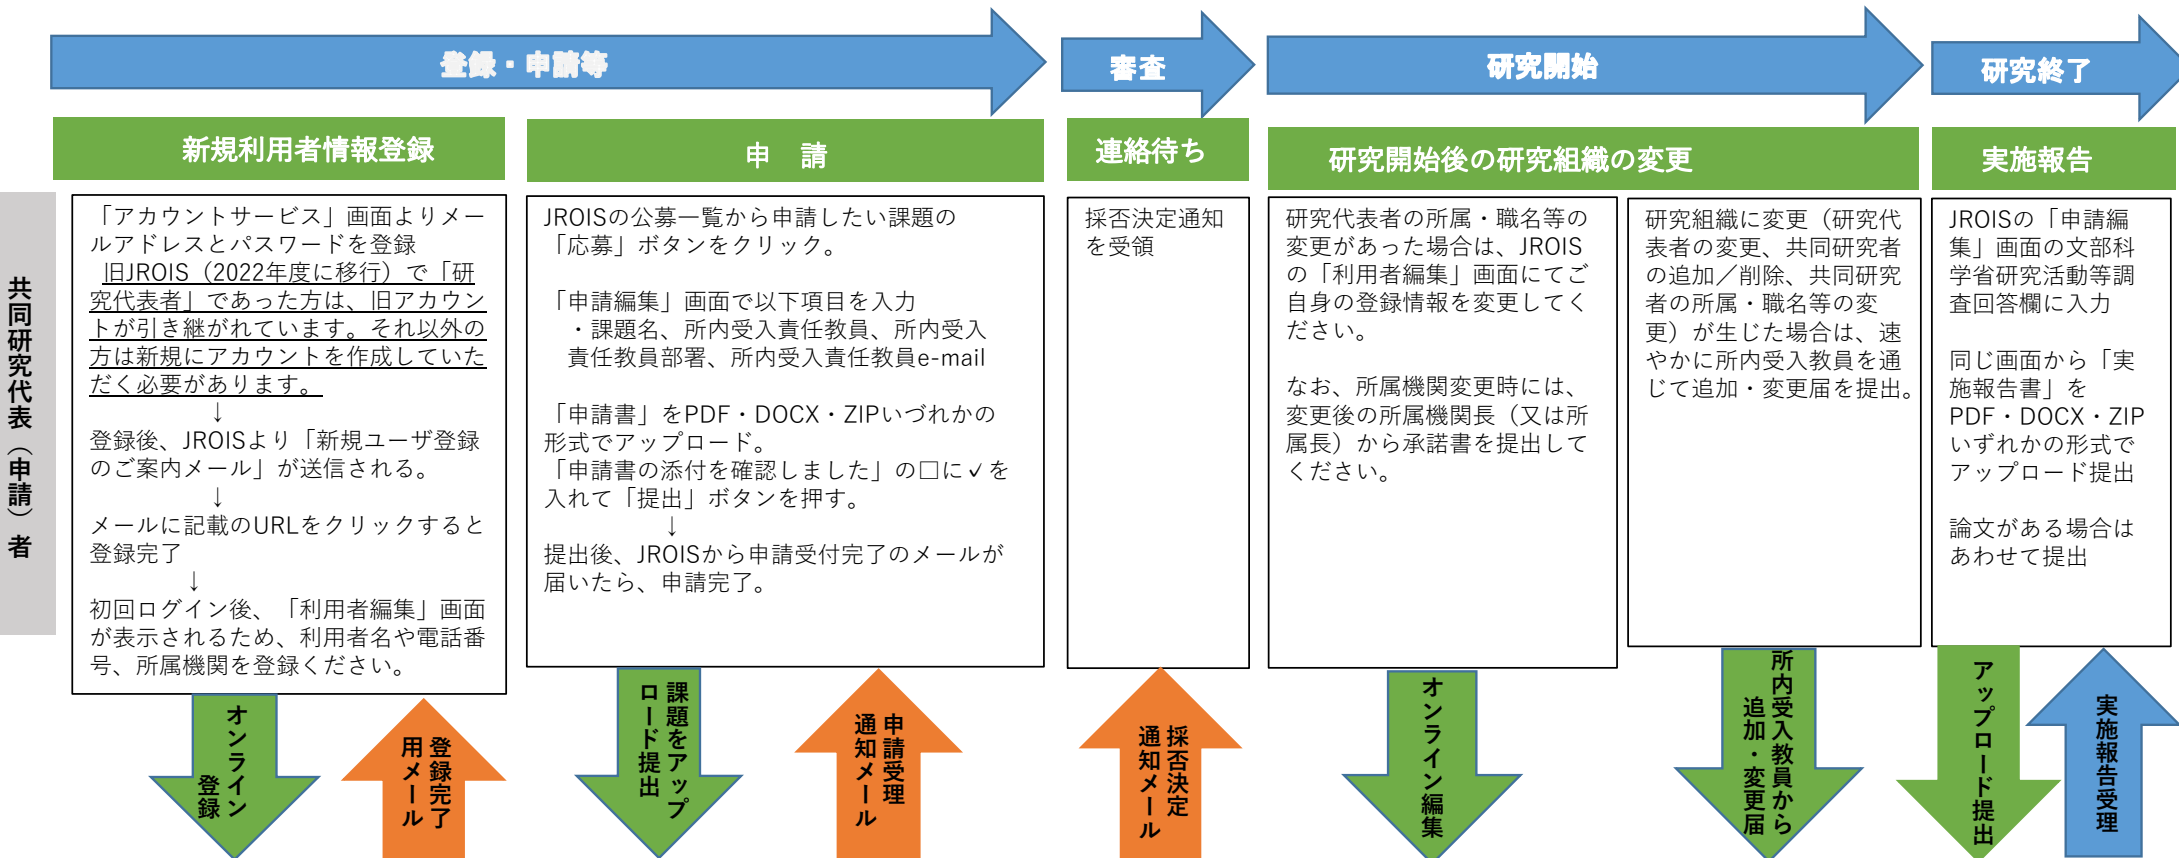 登録・申請等
審査
研究開始
研究終了
新規利用者情報登録
申　請
連絡待ち
研究開始後の研究組織の変更
実施報告
共同研究代表（申請）者
「アカウントサービス」画面よりメー
ルアドレスとパスワードを登録
旧JROIS（2022年度に移行）で「研
究代表者」であった方は、旧アカウン
トが引き継がれています。それ以外の
方は新規にアカウントを作成していた
だく必要があります。
↓
登録後、JROISより「新規ユーザ登録
のご案内メール」が送信される。
↓
メールに記載のURLをクリックすると
登録完了
↓
初回ログイン後、「利用者編集」画面
が表示されるため、利用者名や電話番
号、所属機関を登録ください。
JROISの公募一覧から申請したい課題の
「応募」ボタンをクリック。
「申請編集」画面で以下項目を入力
・課題名、所内受入責任教員、所内受入
責任教員部署、所内受入責任教員e-mail
「申請書」をPDF・DOCX・ZIPいづれかの
形式でアップロード。
「申請書の添付を確認しました」の□に✓を
入れて「提出」ボタンを押す。
↓
提出後、JROISから申請受付完了のメールが
届いたら、申請完了。
採否決定通知
を受領
研究代表者の所属・職名等の
変更があった場合は、JROIS
の「利用者編集」画面にてご
自身の登録情報を変更してく
ださい。
なお、所属機関変更時には、
変更後の所属機関長（又は所
属長）から承諾書を提出して
ください。
研究組織に変更（研究代
表者の変更、共同研究者
の追加／削除、共同研究
者の所属・職名等の変
更）が生じた場合は、速
やかに所内受入教員を通
じて追加・変更届を提出。
JROISの「申請編
集」画面の文部科
学省研究活動等調
査回答欄に入力
同じ画面から「実
施報告書」を
PDF・DOCX・ZIP
いずれかの形式で
アップロード提出
論文がある場合は
あわせて提出
オンライン
登録
登録完了
用メール
課題をアップ
ロード提出
申請受理
通知メール
採否決定
通知メール
オンライン編集
所内受入教員から
追加・変更届
アップロード提出
実施報告受理